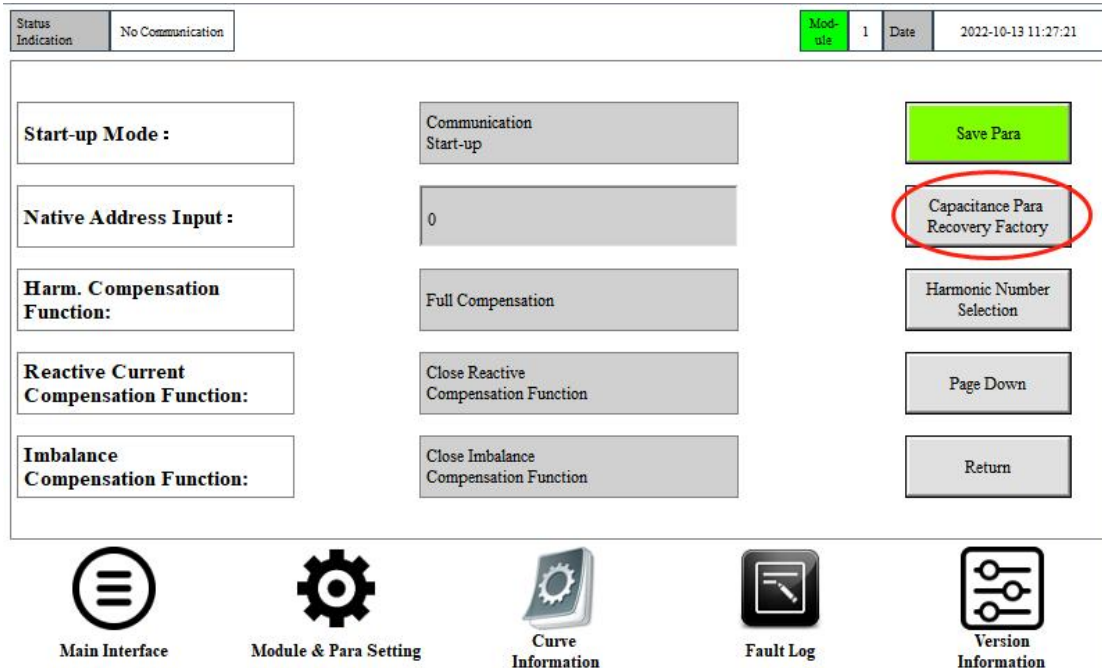 Status
Indication
No Communication
Mod-
ule
1
Date
2022-10-13 11:27:21
Start-up Mode :
Communication
Start-up
Save Para
Native Address Input :
0
Capacitance Para
Recovery Factory
Harm. Compensation
Function:
Full Compensation
Harmonic Number
Selection
Reactive Current
Compensation Function:
Close Reactive
Compensation Function
Page Down
Imbalance
Compensation Function:
Close Imbalance
Compensation Function
Return
Main Interface
Module & Para Setting
Curve
Information
Fault Log
Version
Information